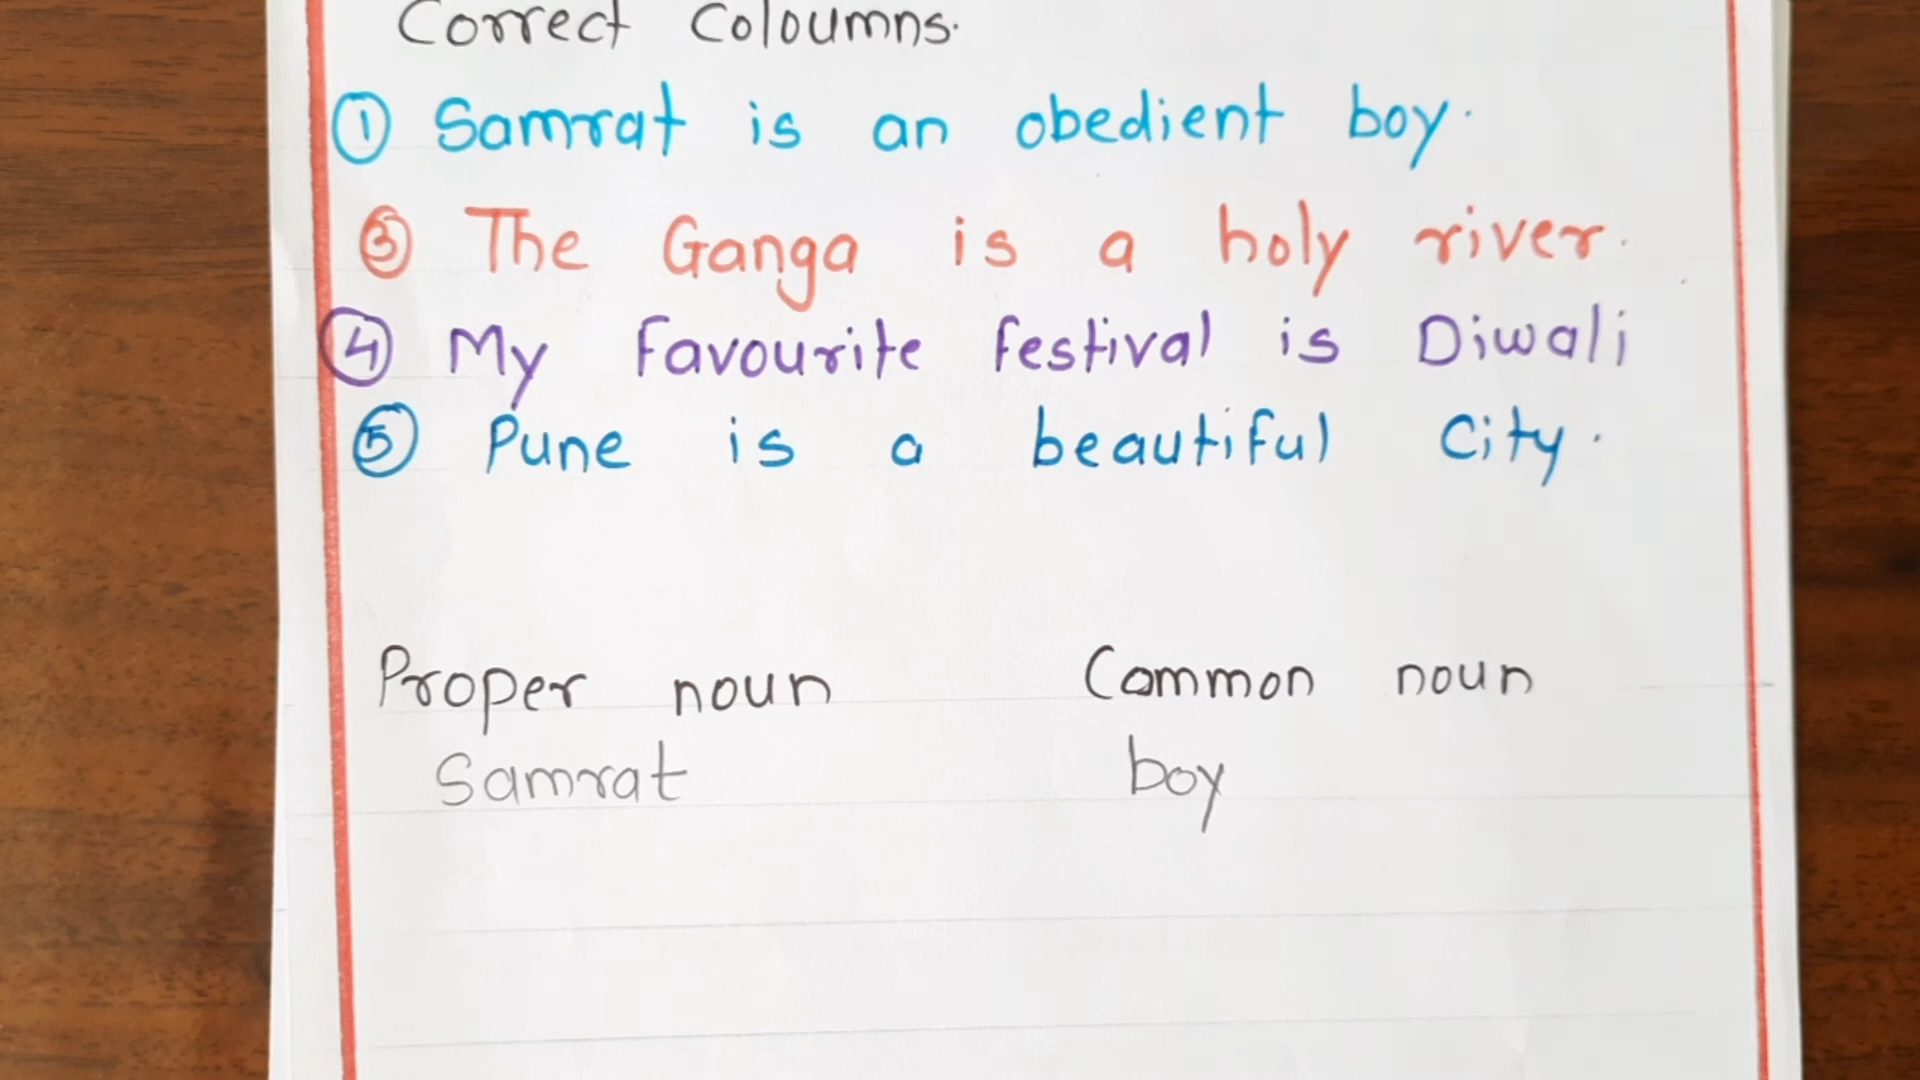 Correct Coloumns.
① Samrat is an obedient boy.
③ The Ganga is a holy river.
④ My Favourite festival is Diwali
⑤ Pune is a beautiful City.
Proper noun Common noun
Samrat boy